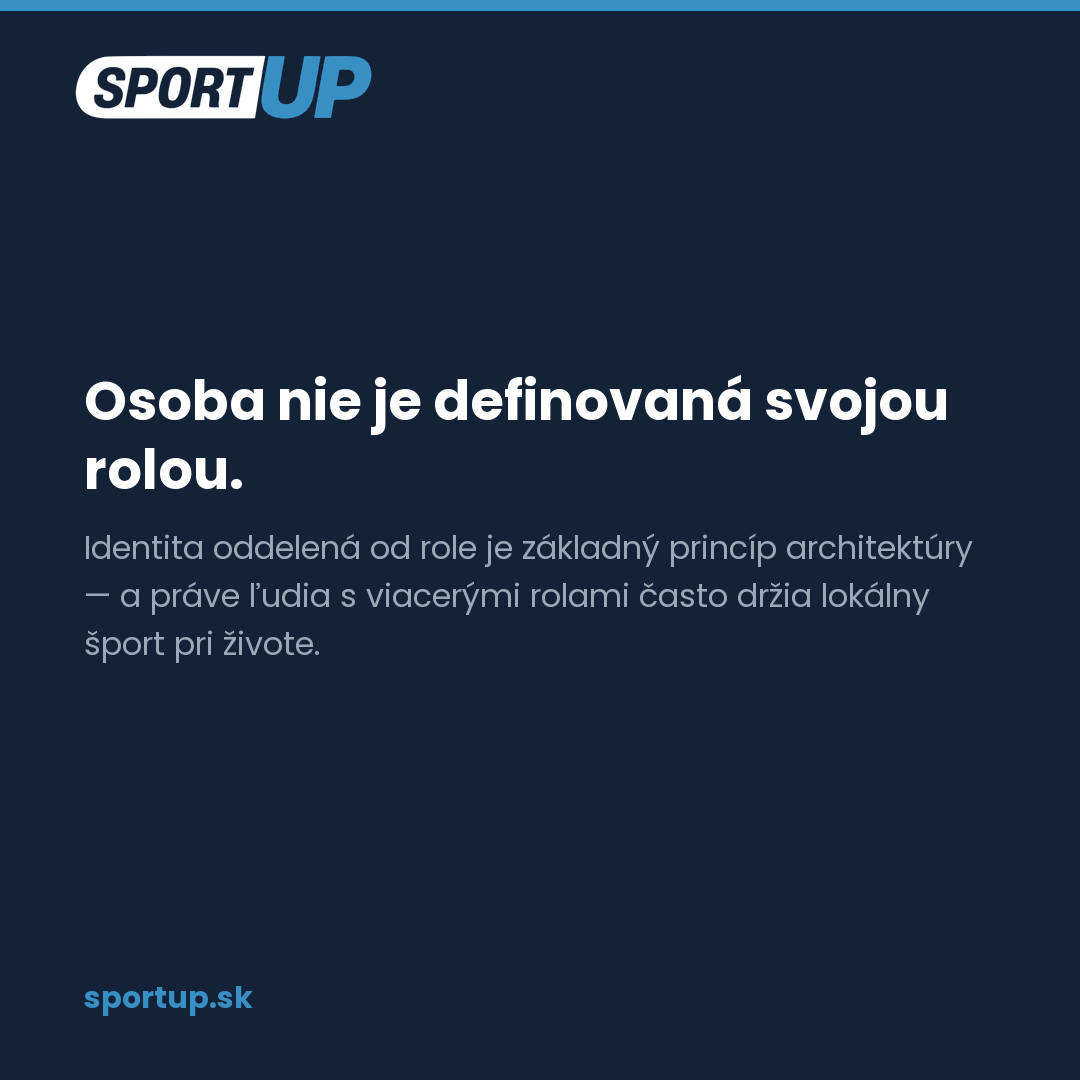 SPORTUP
Osoba nie je definovaná svojou
rolou.
Identita oddelená od role je základný princíp architektúry
— a práve ľudia s viacerými rolami často držia lokálny
šport pri živote.
sportup.sk